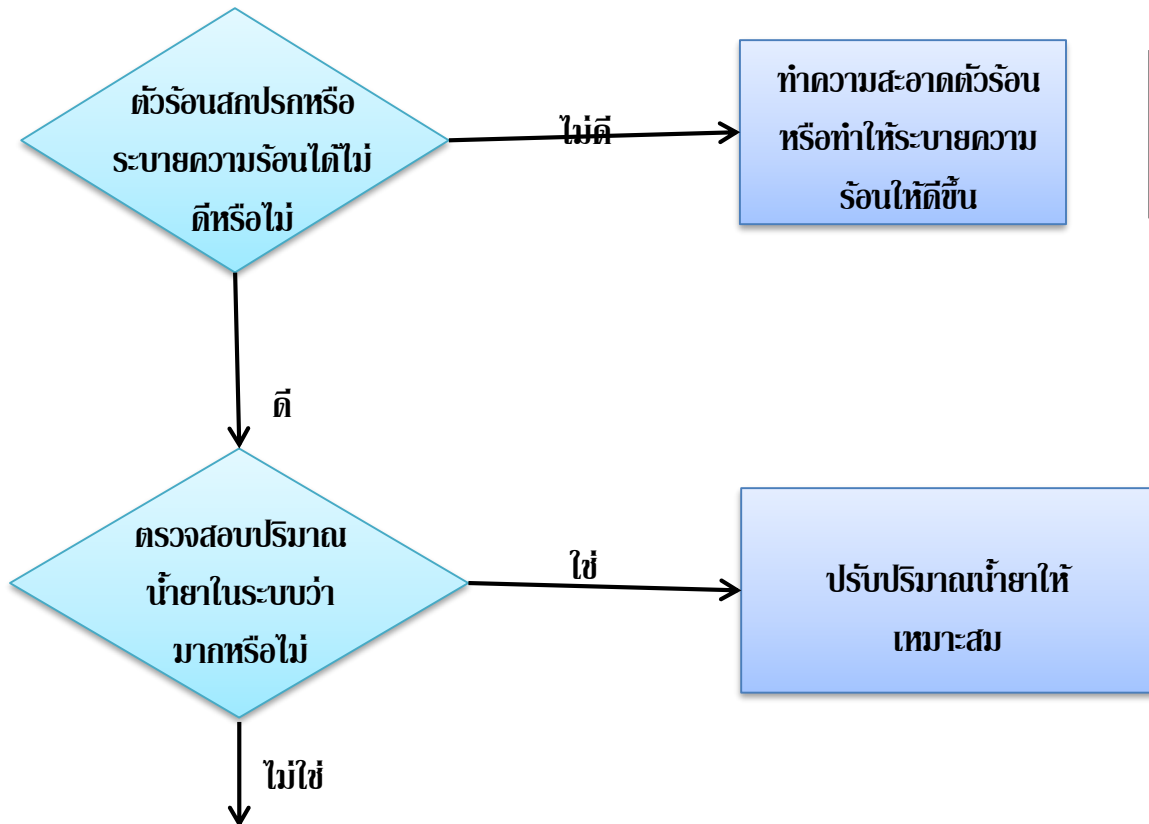 ตัวร้อนสกปรกหรือ
ระบายความร้อนได้ไม่
ดีหรือไม่
ไม่ดี
ทำความสะอาดตัวร้อน
หรือทำให้ระบายความ
ร้อนให้ดีขึ้น
ดี
ตรวจสอบปริมาณ
น้ำยาในระบบว่า
มากหรือไม่
ใช่
ปรับปริมาณน้ำยาให้
เหมาะสม
ไม่ใช่